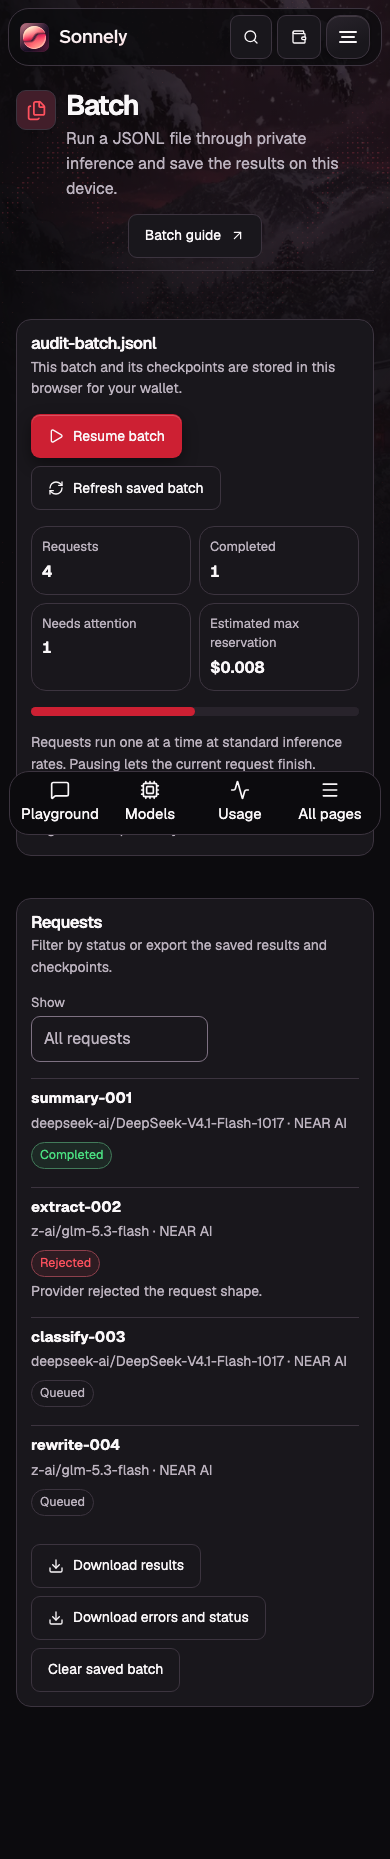 Sonnely
Batch
Run a JSONL file through private
inference and save the results on this
device.
Batch guide
audit-batch.jsonl
This batch and its checkpoints are stored in this
browser for your wallet.
Resume batch
Refresh saved batch
Requests
4
Completed
1
Needs attention
1
Estimated max
reservation
$0.008
Requests run one at a time at standard inference
rates. Pausing lets the current request finish.
Playground
Models
Usage
All pages
Requests
Filter by status or export the saved results and
checkpoints.
Show
All requests
summary-001
deepseek-ai/DeepSeek-V4.1-Flash-1017 · NEAR AI
Completed
extract-002
z-ai/glm-5.3-flash · NEAR AI
Rejected
Provider rejected the request shape.
classify-003
deepseek-ai/DeepSeek-V4.1-Flash-1017 · NEAR AI
Queued
rewrite-004
z-ai/glm-5.3-flash · NEAR AI
Queued
Download results
Download errors and status
Clear saved batch